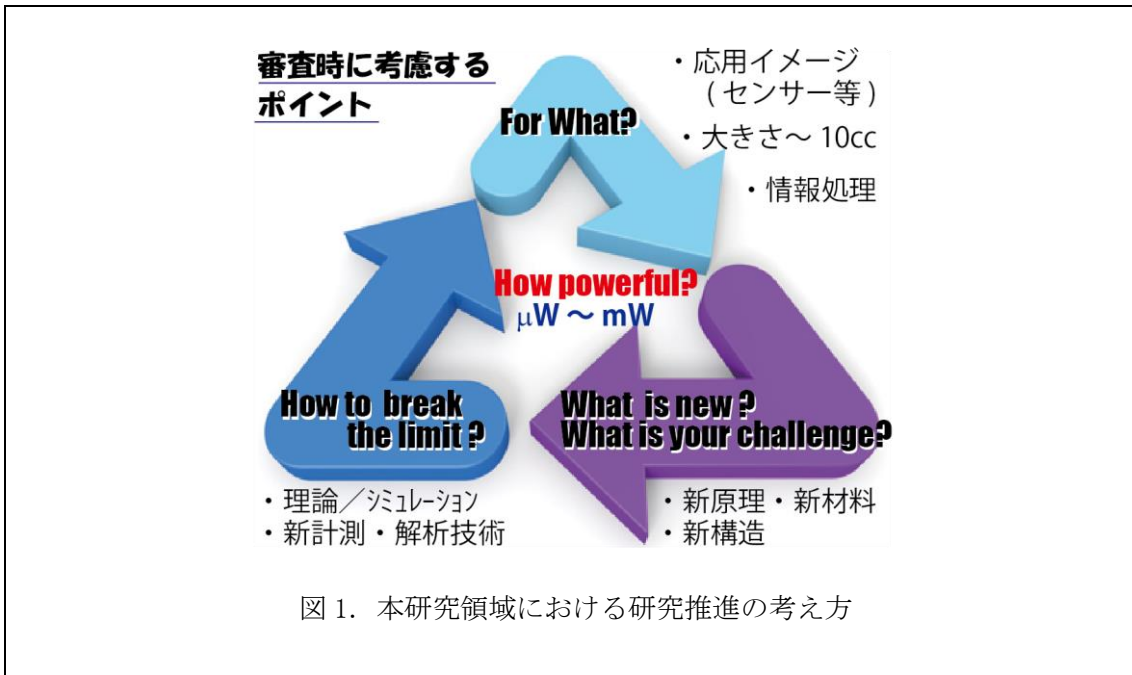 審査時に考慮する
ポイント
For What?
・応用イメージ
(センサー等)
・大きさ～ 10cc
・情報処理
How powerful?
μW ～ mW
How to break
the limit ?
What is new ?
What is your challenge?
・理論／ｼﾐｭﾚｰｼｮﾝ
・新計測・解析技術
・新原理・新材料
・新構造
図 1．本研究領域における研究推進の考え方